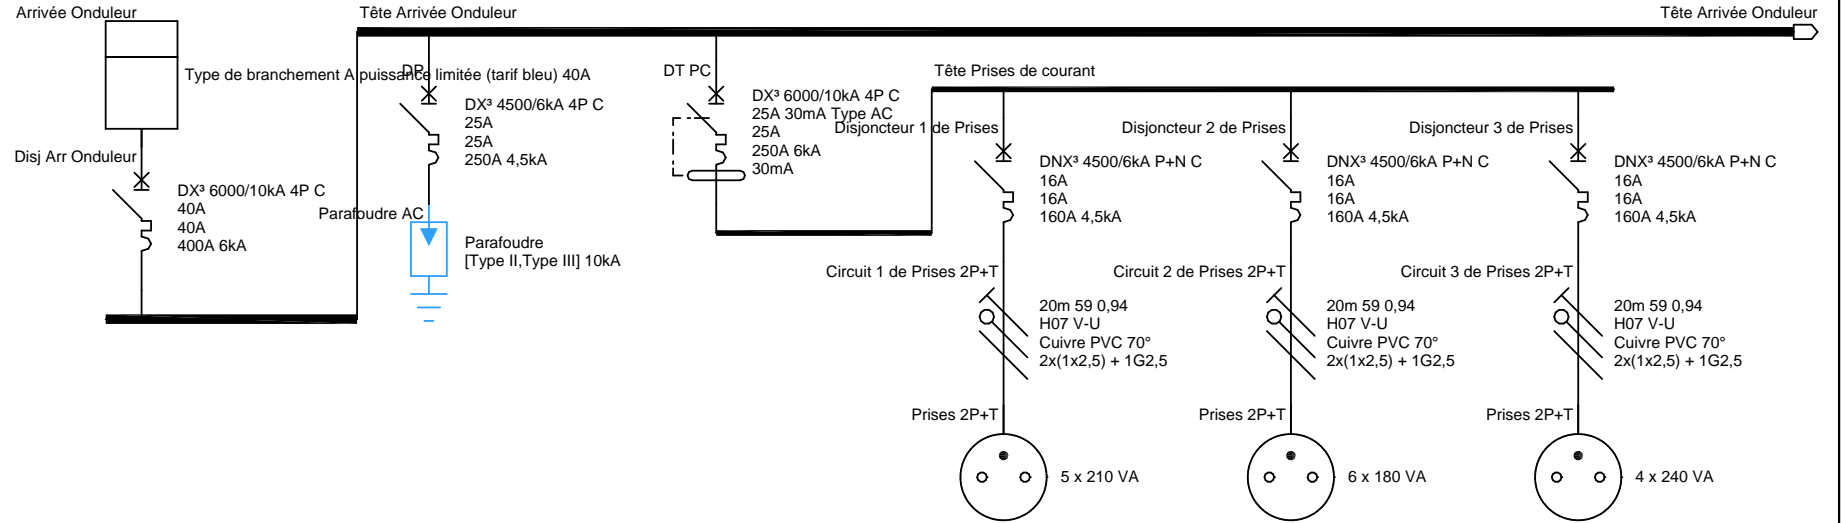 Arrivée Onduleur
Tête Arrivée Onduleur
Tête Arrivée Onduleur
Type de branchement A puissance limitée (tarif bleu) 40A
Disj Arr Onduleur
DX³ 6000/10kA 4P C
40A
40A
400A 6kA
DP
DX³ 4500/6kA 4P C
25A
25A
250A 4,5kA
Parafoudre AC
Parafoudre
[Type II,Type III] 10kA
DT PC
DX³ 6000/10kA 4P C
25A 30mA Type AC
25A
250A 6kA
30mA
Tête Prises de courant
Disjoncteur 1 de Prises
DNX³ 4500/6kA P+N C
16A
16A
160A 4,5kA
Circuit 1 de Prises 2P+T
20m 59 0,94
H07 V-U
Cuivre PVC 70°
2x(1x2,5) + 1G2,5
Prises 2P+T
5 x 210 VA
Disjoncteur 2 de Prises
DNX³ 4500/6kA P+N C
16A
16A
160A 4,5kA
Circuit 2 de Prises 2P+T
20m 59 0,94
H07 V-U
Cuivre PVC 70°
2x(1x2,5) + 1G2,5
Prises 2P+T
6 x 180 VA
Disjoncteur 3 de Prises
DNX³ 4500/6kA P+N C
16A
16A
160A 4,5kA
Circuit 3 de Prises 2P+T
20m 59 0,94
H07 V-U
Cuivre PVC 70°
2x(1x2,5) + 1G2,5
Prises 2P+T
4 x 240 VA